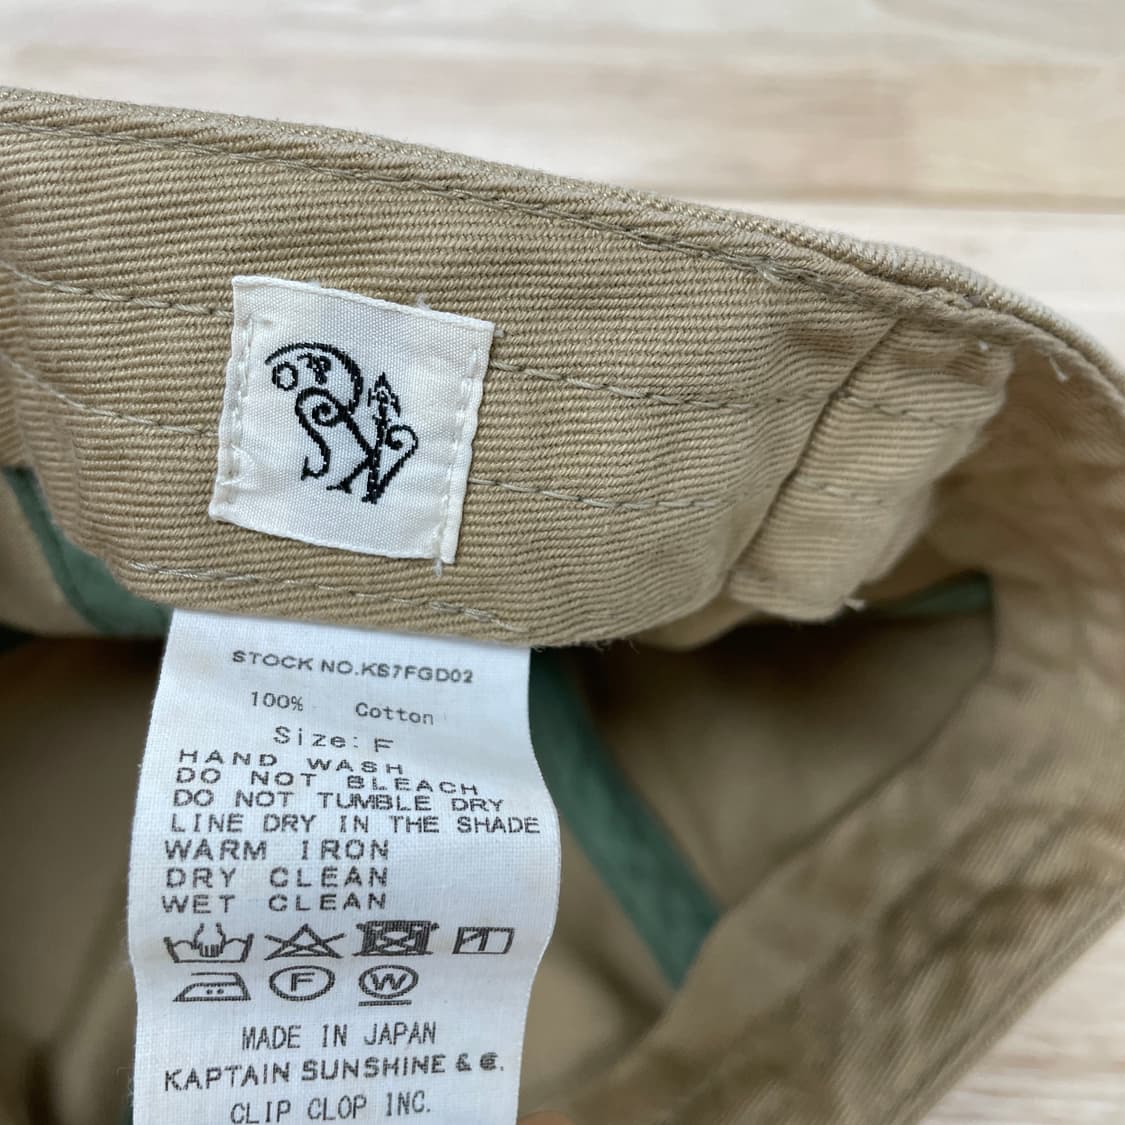 STOCK NO.KS7FGD02
100% Cotton
Size: F
HAND WASH
DO NOT BLEACH
DO NOT TUMBLE DRY
LINE DRY IN THE SHADE
WARM IRON
DRY CLEAN
WET CLEAN
F W
MADE IN JAPAN
KAPTAIN SUNSHINE &
CLIP CLOP INC.